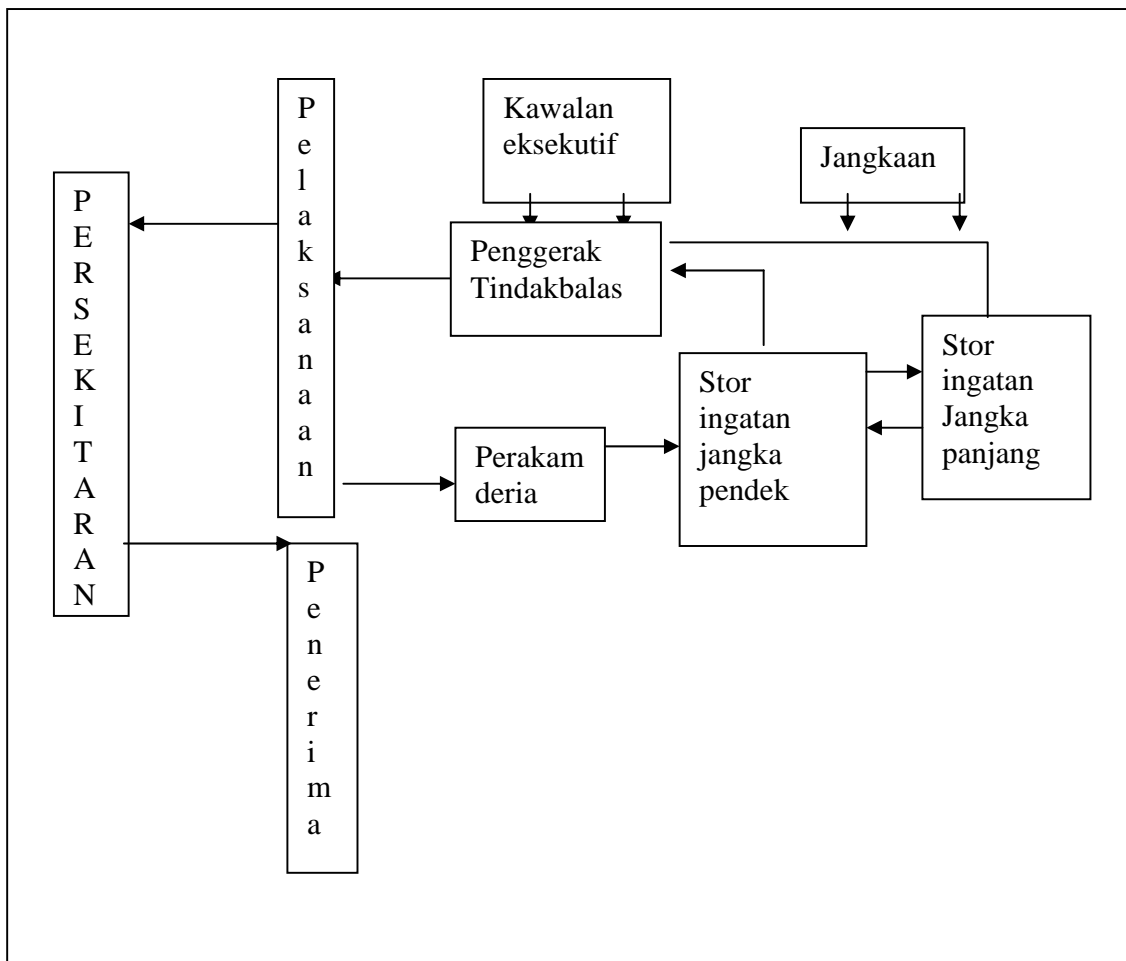 PERSEKITARAN
Pelaksanaan
Penerima
Kawalan
eksekutif
Jangkaan
Penggerak
Tindakbalas
Perakam
deria
Stor
ingatan
jangka
pendek
Stor
ingatan
Jangka
panjang